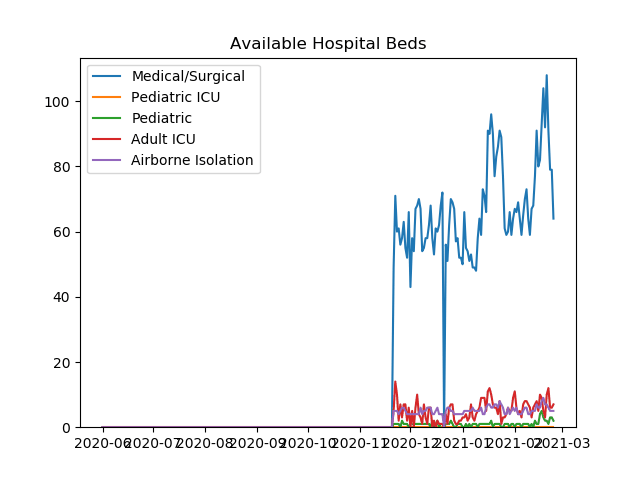 Available Hospital Beds
Medical/Surgical
Pediatric ICU
Pediatric
Adult ICU
Airborne Isolation
100
80
60
40
20
0
2020-06 2020-07 2020-08 2020-09 2020-10 2020-11 2020-12 2021-01 2021-02 2021-03